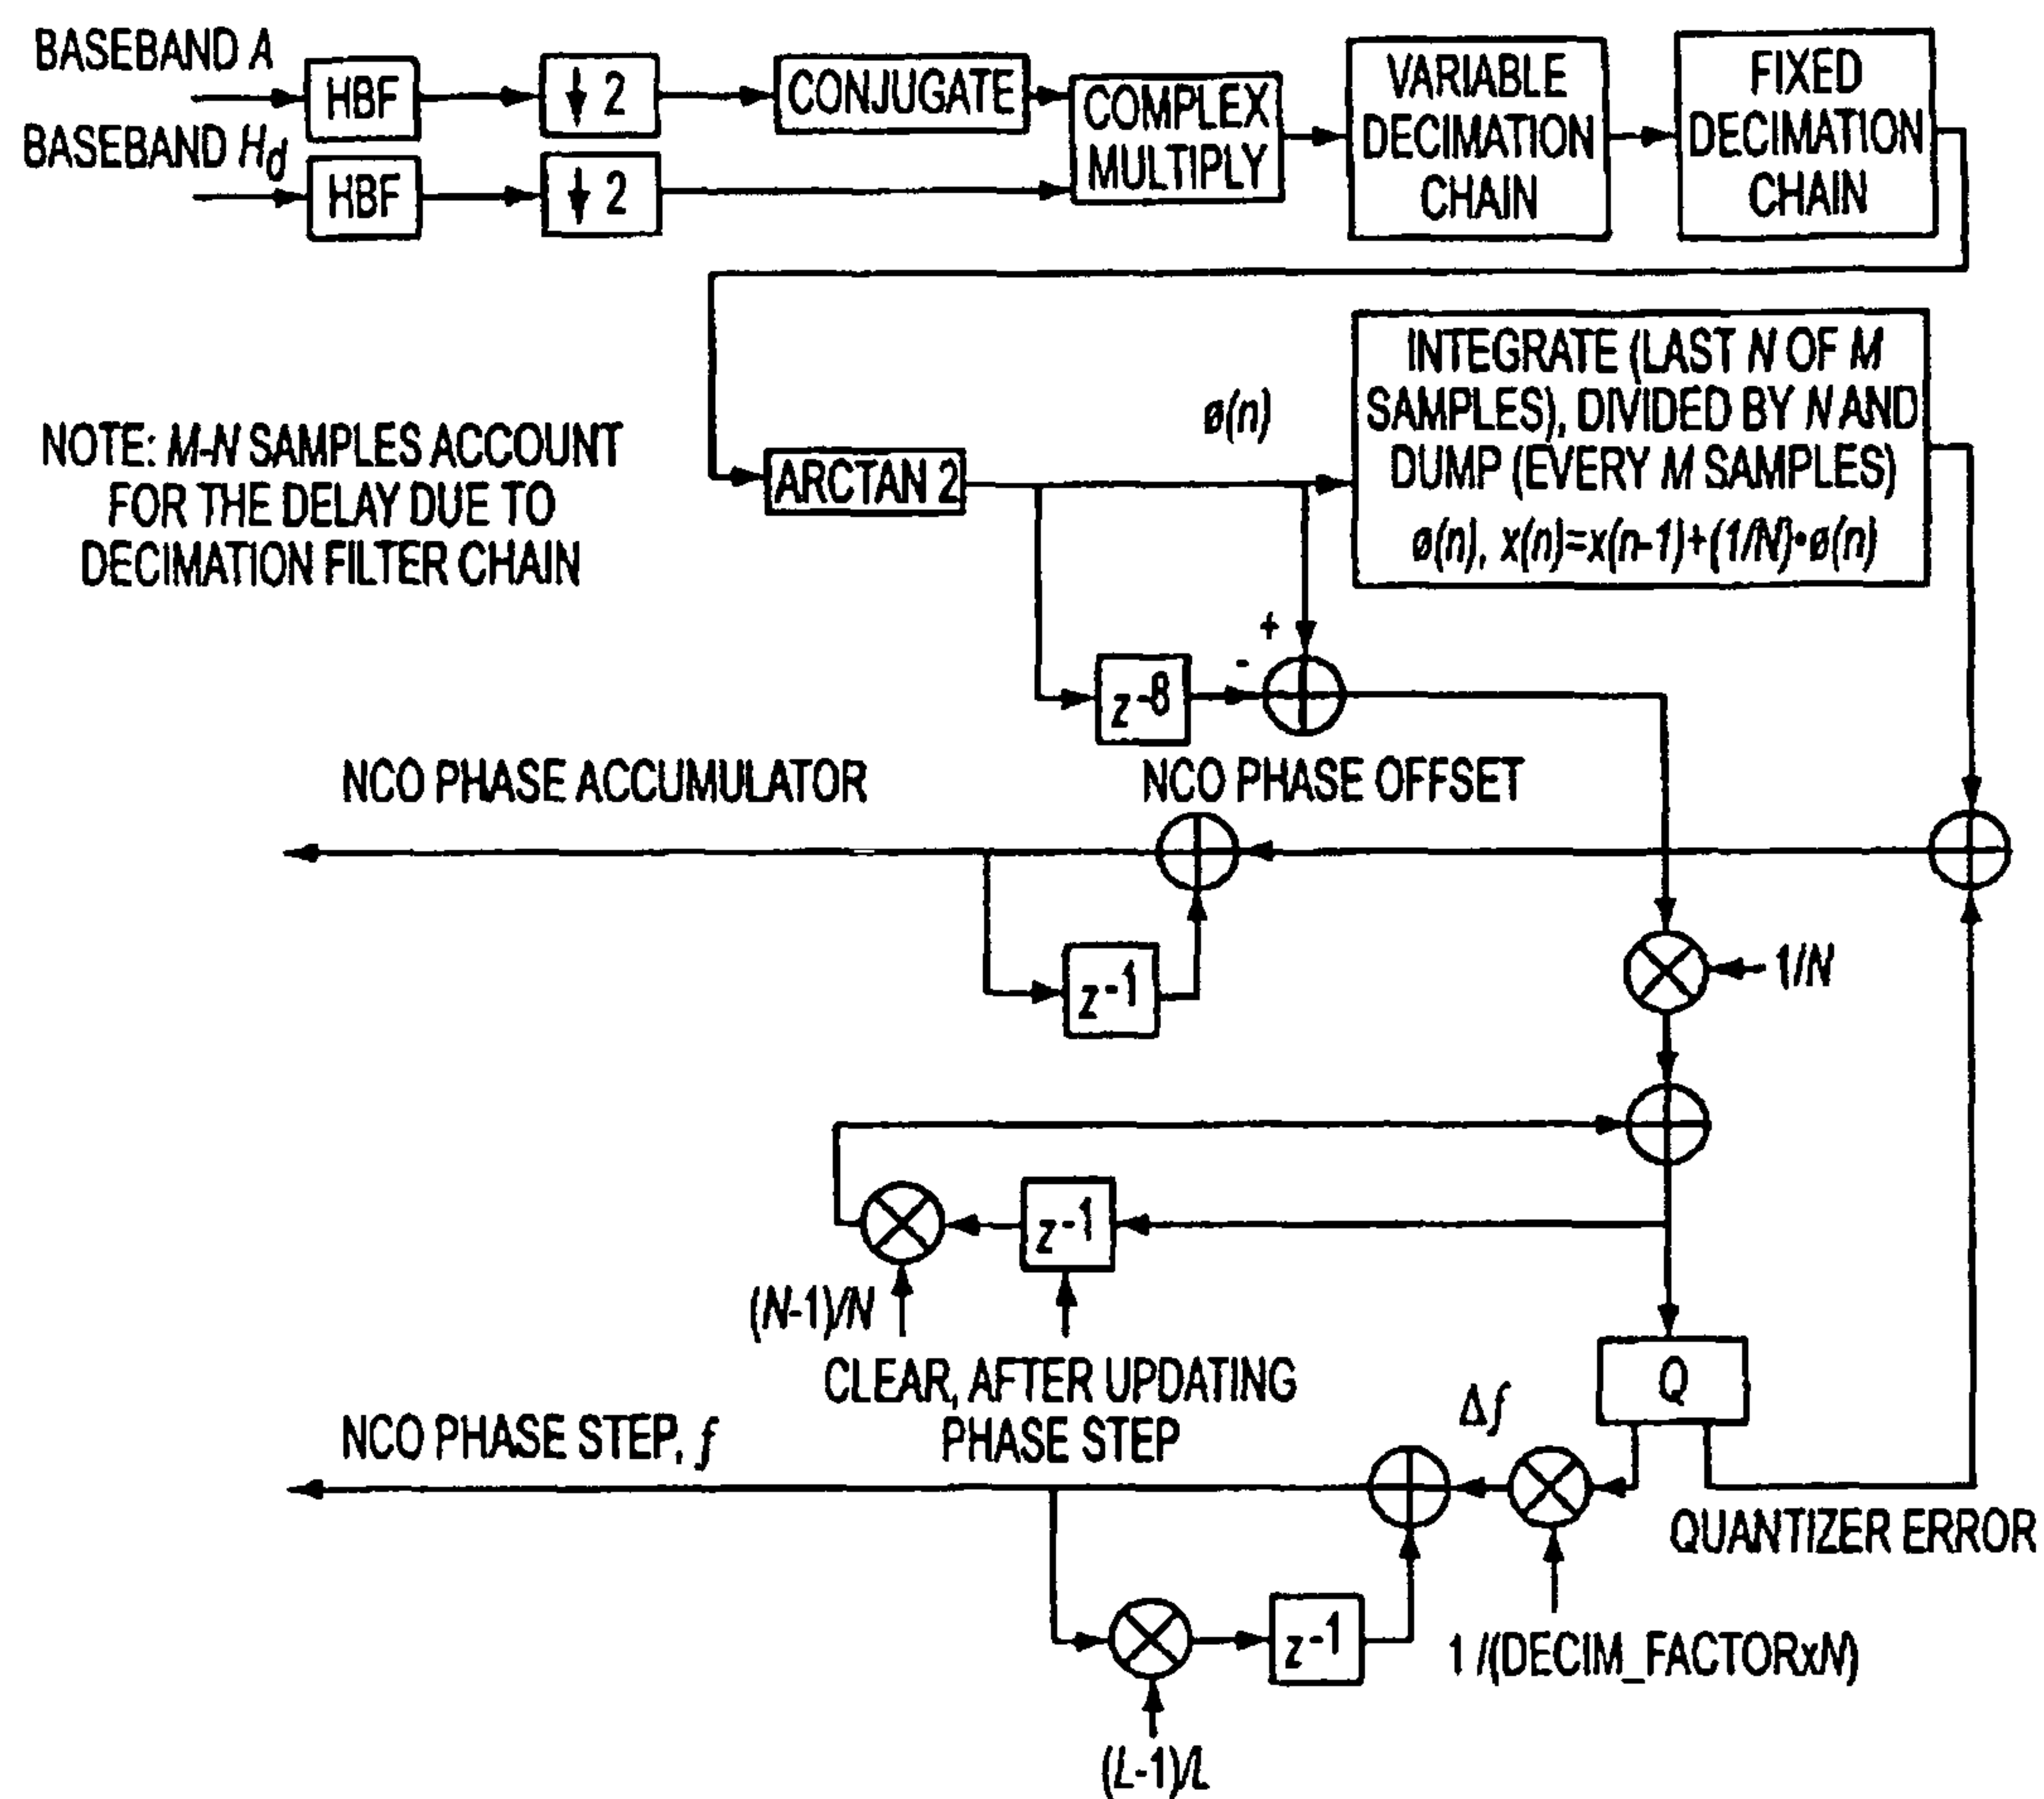 BASEBAND A
HBF
↓ 2
CONJUGATE
COMPLEX
MULTIPLY
VARIABLE
DECIMATION
CHAIN
FIXED
DECIMATION
CHAIN
BASEBAND Hd
HBF
↓ 2
NOTE: M-N SAMPLES ACCOUNT
FOR THE DELAY DUE TO
DECIMATION FILTER CHAIN
ARCTAN 2
ø(n)
INTEGRATE (LAST N OF M
SAMPLES), DIVIDED BY N AND
DUMP (EVERY M SAMPLES)
ø(n), x(n)=x(n-1)+(1/N)•ø(n)
+
-
z-8
NCO PHASE ACCUMULATOR
NCO PHASE OFFSET
z-1
1/N
z-1
(N-1)/N
CLEAR, AFTER UPDATING
PHASE STEP
Q
Δf
NCO PHASE STEP, f
QUANTIZER ERROR
z-1
1/(DECIM_FACTORxN)
(L-1)/L